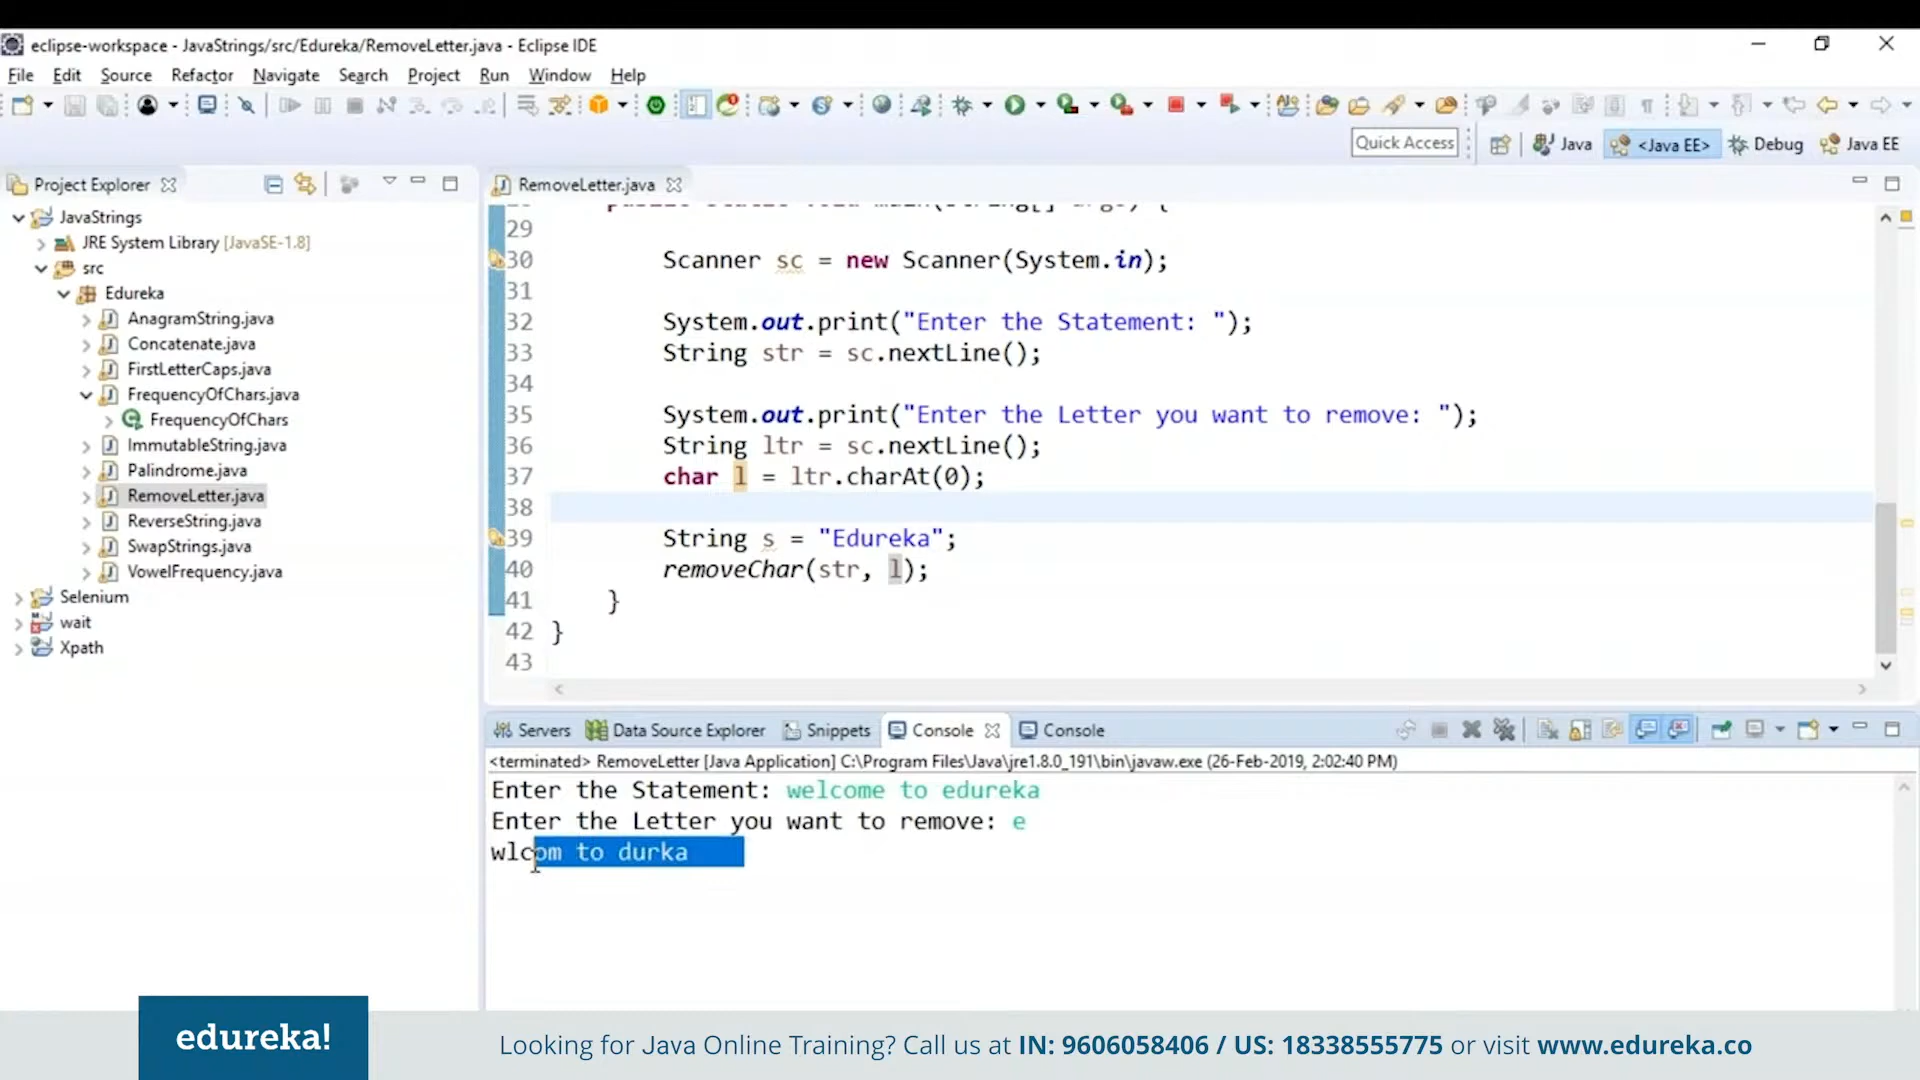 eclipse-workspace - JavaStrings/src/Edureka/RemoveLetter.java - Eclipse IDE
File Edit Source Refactor Navigate Search Project Run Window Help
Quick Access Java <Java EE> Debug Java EE
Project Explorer
JavaStrings
JRE System Library [JavaSE-1.8]
src
Edureka
AnagramString.java
Concatenate.java
FirstLetterCaps.java
FrequencyOfChars.java
FrequencyOfChars
ImmutableString.java
Palindrome.java
RemoveLetter.java
ReverseString.java
SwapStrings.java
VowelFrequency.java
Selenium
wait
Xpath
RemoveLetter.java
29
30 Scanner sc = new Scanner(System.in);
31
32 System.out.print("Enter the Statement: ");
33 String str = sc.nextLine();
34
35 System.out.print("Enter the Letter you want to remove: ");
36 String ltr = sc.nextLine();
37 char l = ltr.charAt(0);
38
39 String s = "Edureka";
40 removeChar(str, l);
41 }
42 }
43
Servers Data Source Explorer Snippets Console Console
<terminated> RemoveLetter [Java Application] C:\Program Files\Java\jre1.8.0_191\bin\javaw.exe (26-Feb-2019, 2:02:40 PM)
Enter the Statement: welcome to edureka
Enter the Letter you want to remove: e
wlcom to durka
edureka!
Looking for Java Online Training? Call us at IN: 9606058406 / US: 18338555775 or visit www.edureka.co